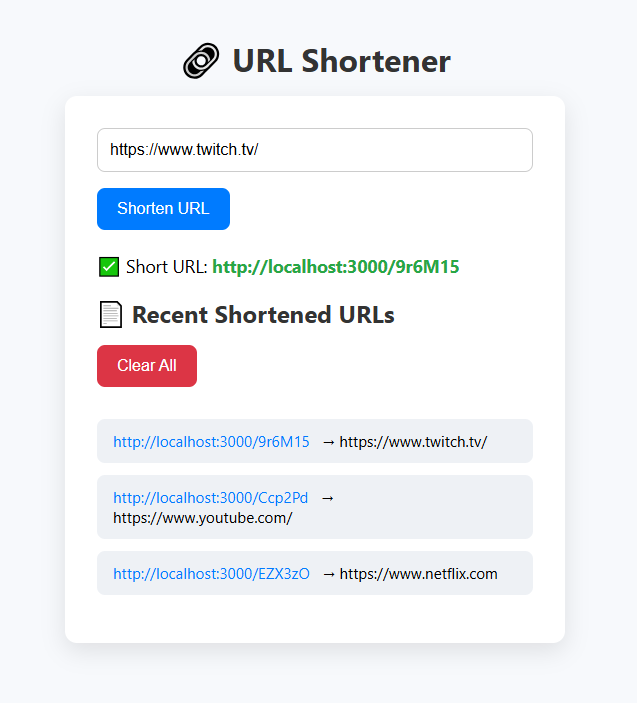 URL Shortener
https://www.twitch.tv/
Shorten URL
Short URL: http://localhost:3000/9r6M15
Recent Shortened URLs
Clear All
http://localhost:3000/9r6M15 → https://www.twitch.tv/
http://localhost:3000/Ccp2Pd →
https://www.youtube.com/
http://localhost:3000/EZX3zO → https://www.netflix.com